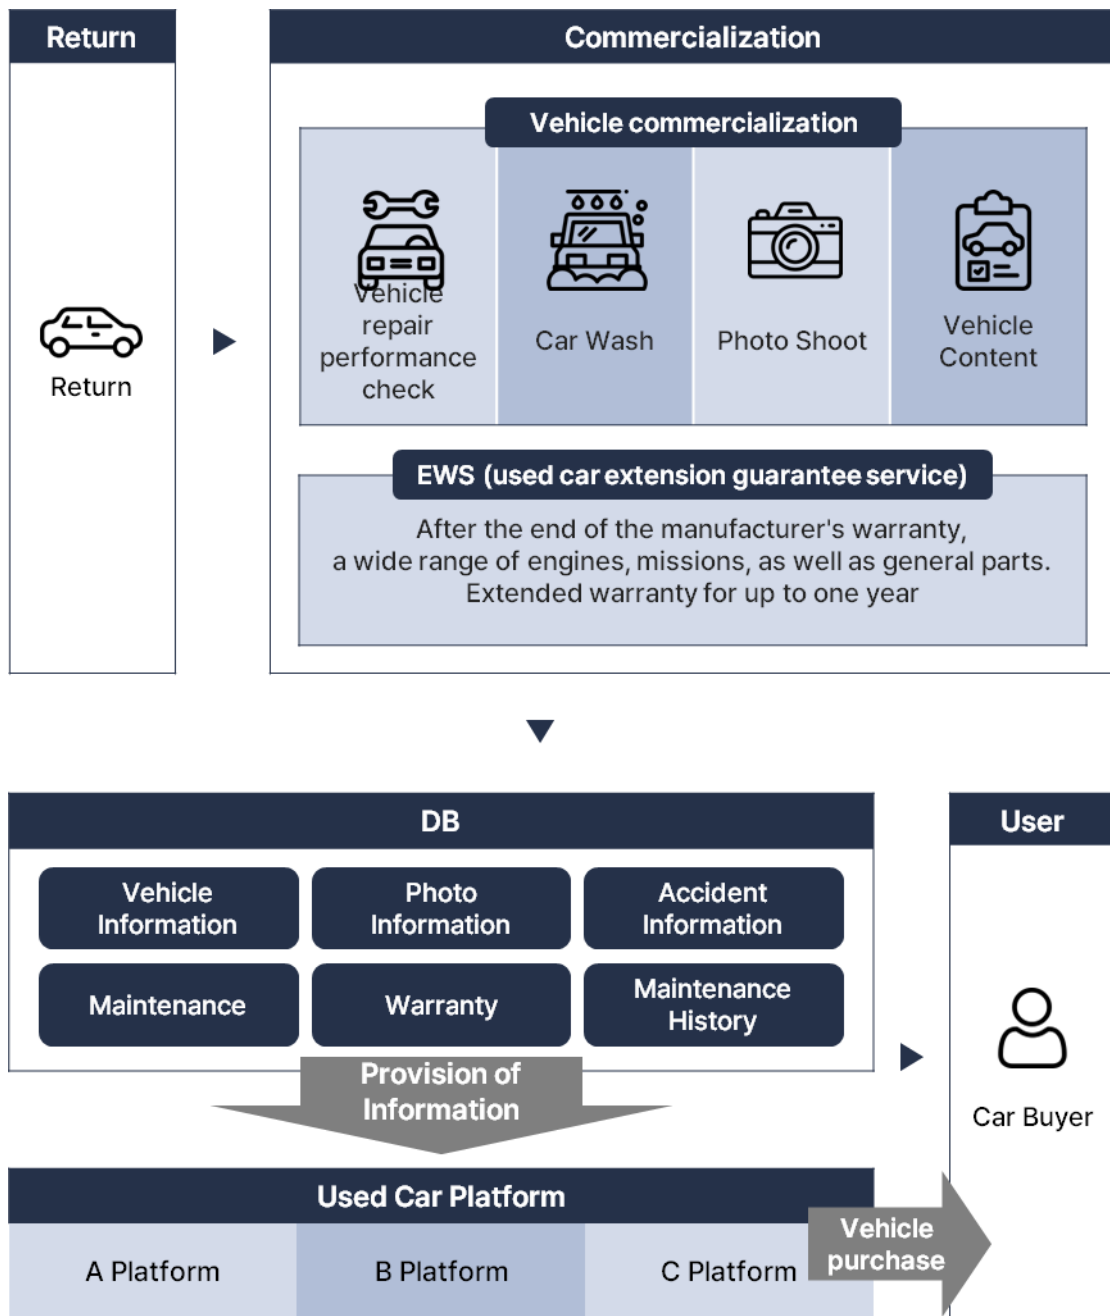 Return
Commercialization
Vehicle commercialization
Vehicle
repair
performance
check
Car Wash
Photo Shoot
Vehicle
Content
Return
EWS (used car extension guarantee service)
After the end of the manufacturer's warranty,
a wide range of engines, missions, as well as general parts.
Extended warranty for up to one year
DB
Vehicle
Information
Photo
Information
Accident
Information
Maintenance
Warranty
Maintenance
History
Provision of
Information
User
Car Buyer
Used Car Platform
A Platform
B Platform
C Platform
Vehicle
purchase